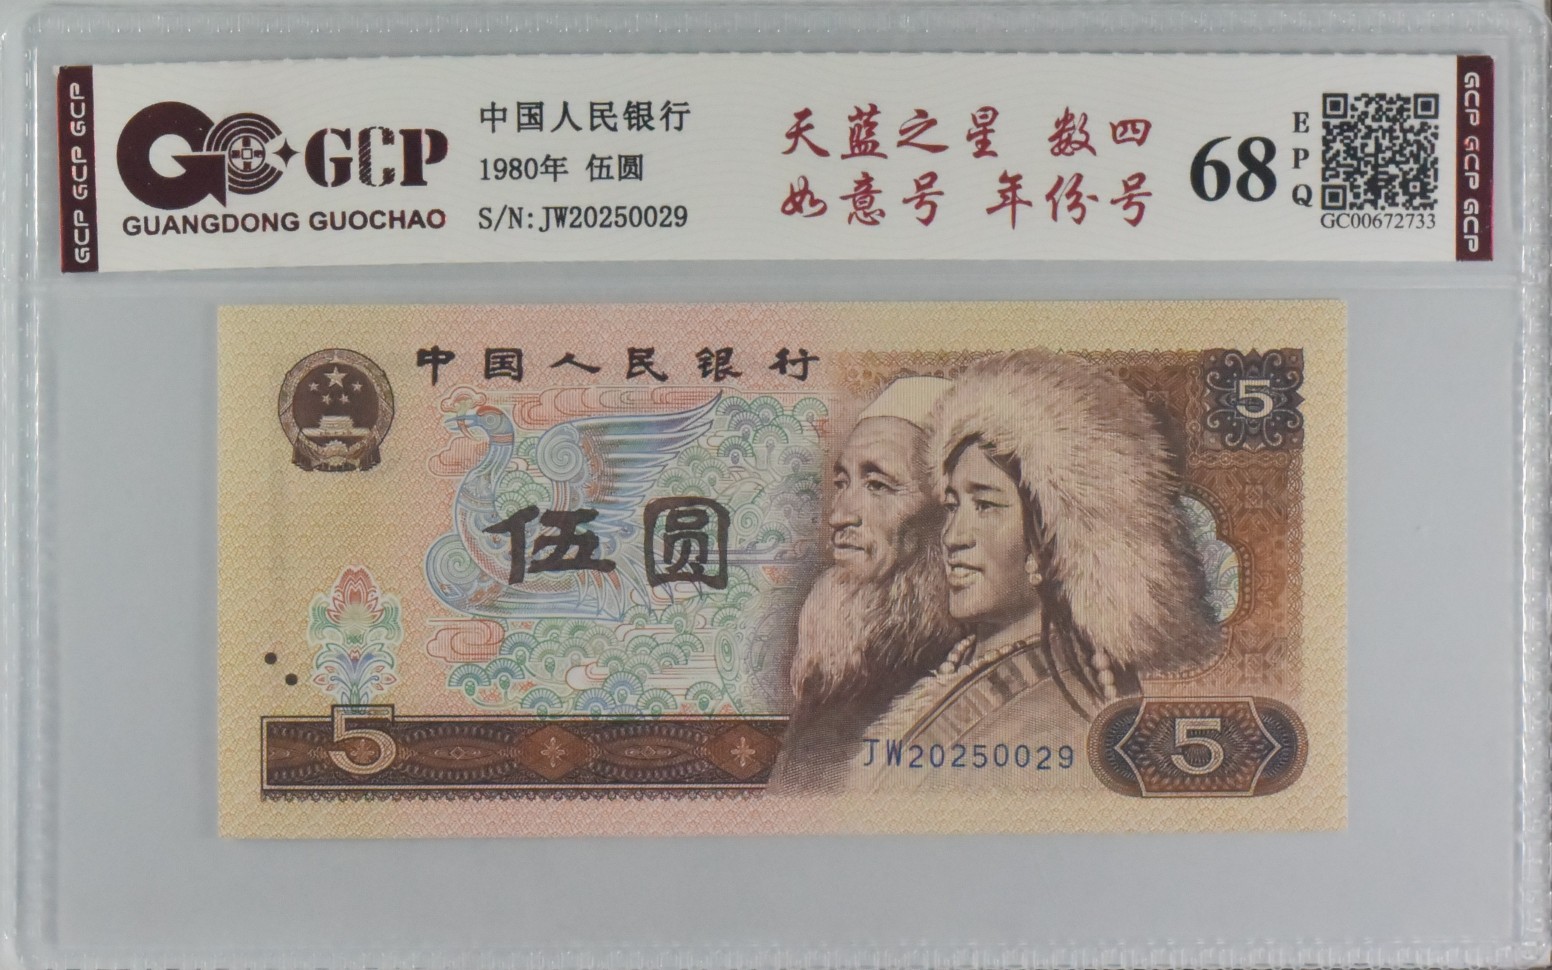 GCP GCP GCP
GCP
GUANGDONG GUOCHAO
中国人民银行
1980年 伍圆
S/N:JW20250029
天蓝之星 数四
如意号 年份号
68
EPQ
GC00672733
GCP GCP GCP
中国人民银行
5
伍圆
5
JW20250029
5